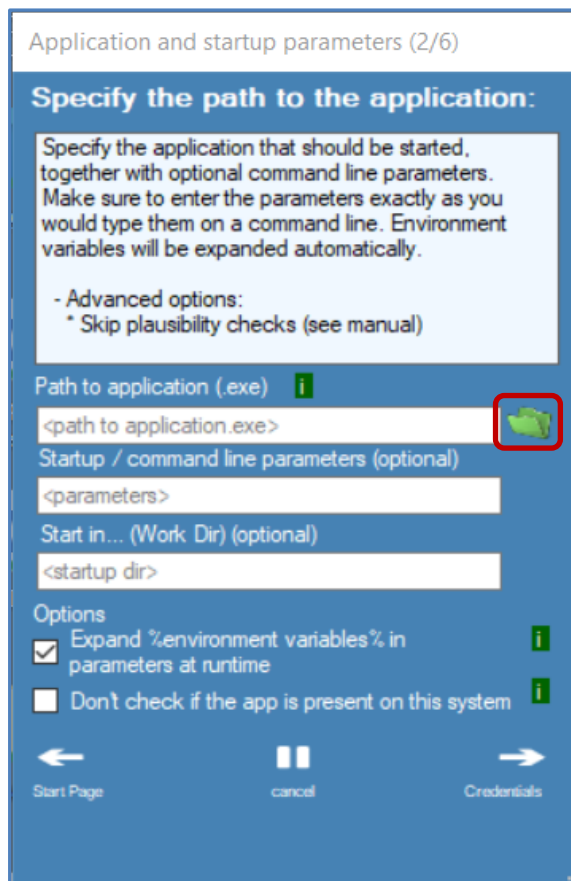 Application and startup parameters (2/6)
Specify the path to the application:
Specify the application that should be started,
together with optional command line parameters.
Make sure to enter the parameters exactly as you
would type them on a command line. Environment
variables will be expanded automatically.
- Advanced options:
* Skip plausibility checks (see manual)
Path to application (.exe) i
<path to application.exe>
Startup / command line parameters (optional)
<parameters>
Start in... (Work Dir) (optional)
<startup dir>
Options
Expand %environment variables% in i
parameters at runtime
Don't check if the app is present on this system i
Start Page cancel Credentials